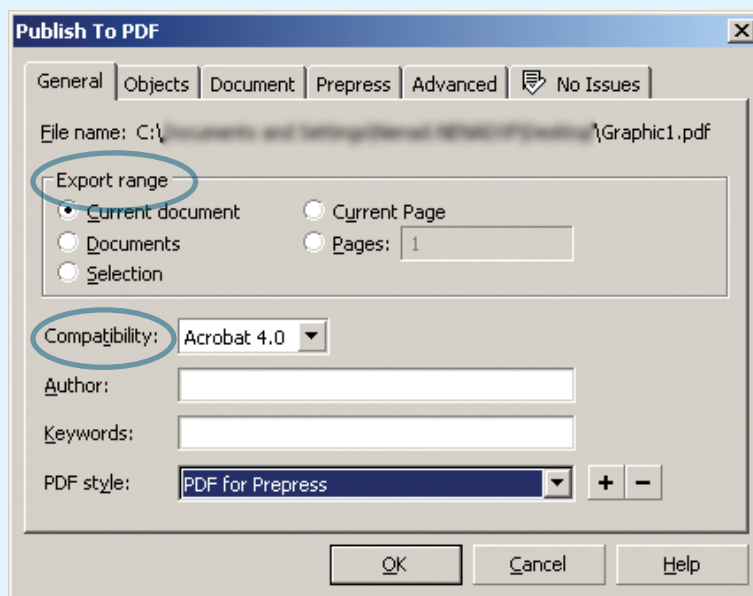 Publish To PDF
General Objects Document Prepress Advanced No Issues
File name: C:\ \Graphic1.pdf
Export range
Current document Current Page
Documents Pages: 1
Selection
Compatibility: Acrobat 4.0
Author:
Keywords:
PDF style: PDF for Prepress
OK Cancel Help